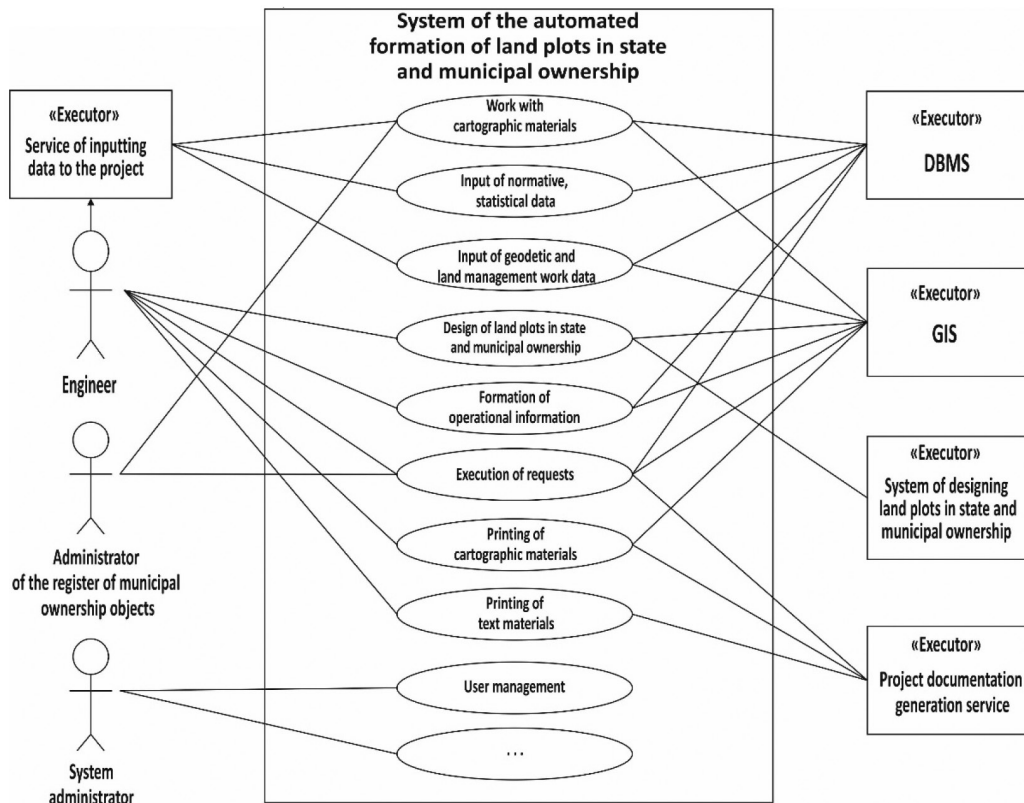 System of the automated
formation of land plots in state
and municipal ownership
«Executor»
Service of inputting
data to the project
Engineer
Administrator
of the register of municipal
ownership objects
System
administrator
Work with
cartographic materials
Input of normative,
statistical data
Input of geodetic and
land management work data
Design of land plots in state
and municipal ownership
Formation of
operational information
Execution of requests
Printing of
cartographic materials
Printing of
text materials
User management
...
«Executor»
DBMS
«Executor»
GIS
«Executor»
System of designing
land plots in state and
municipal ownership
«Executor»
Project documentation
generation service